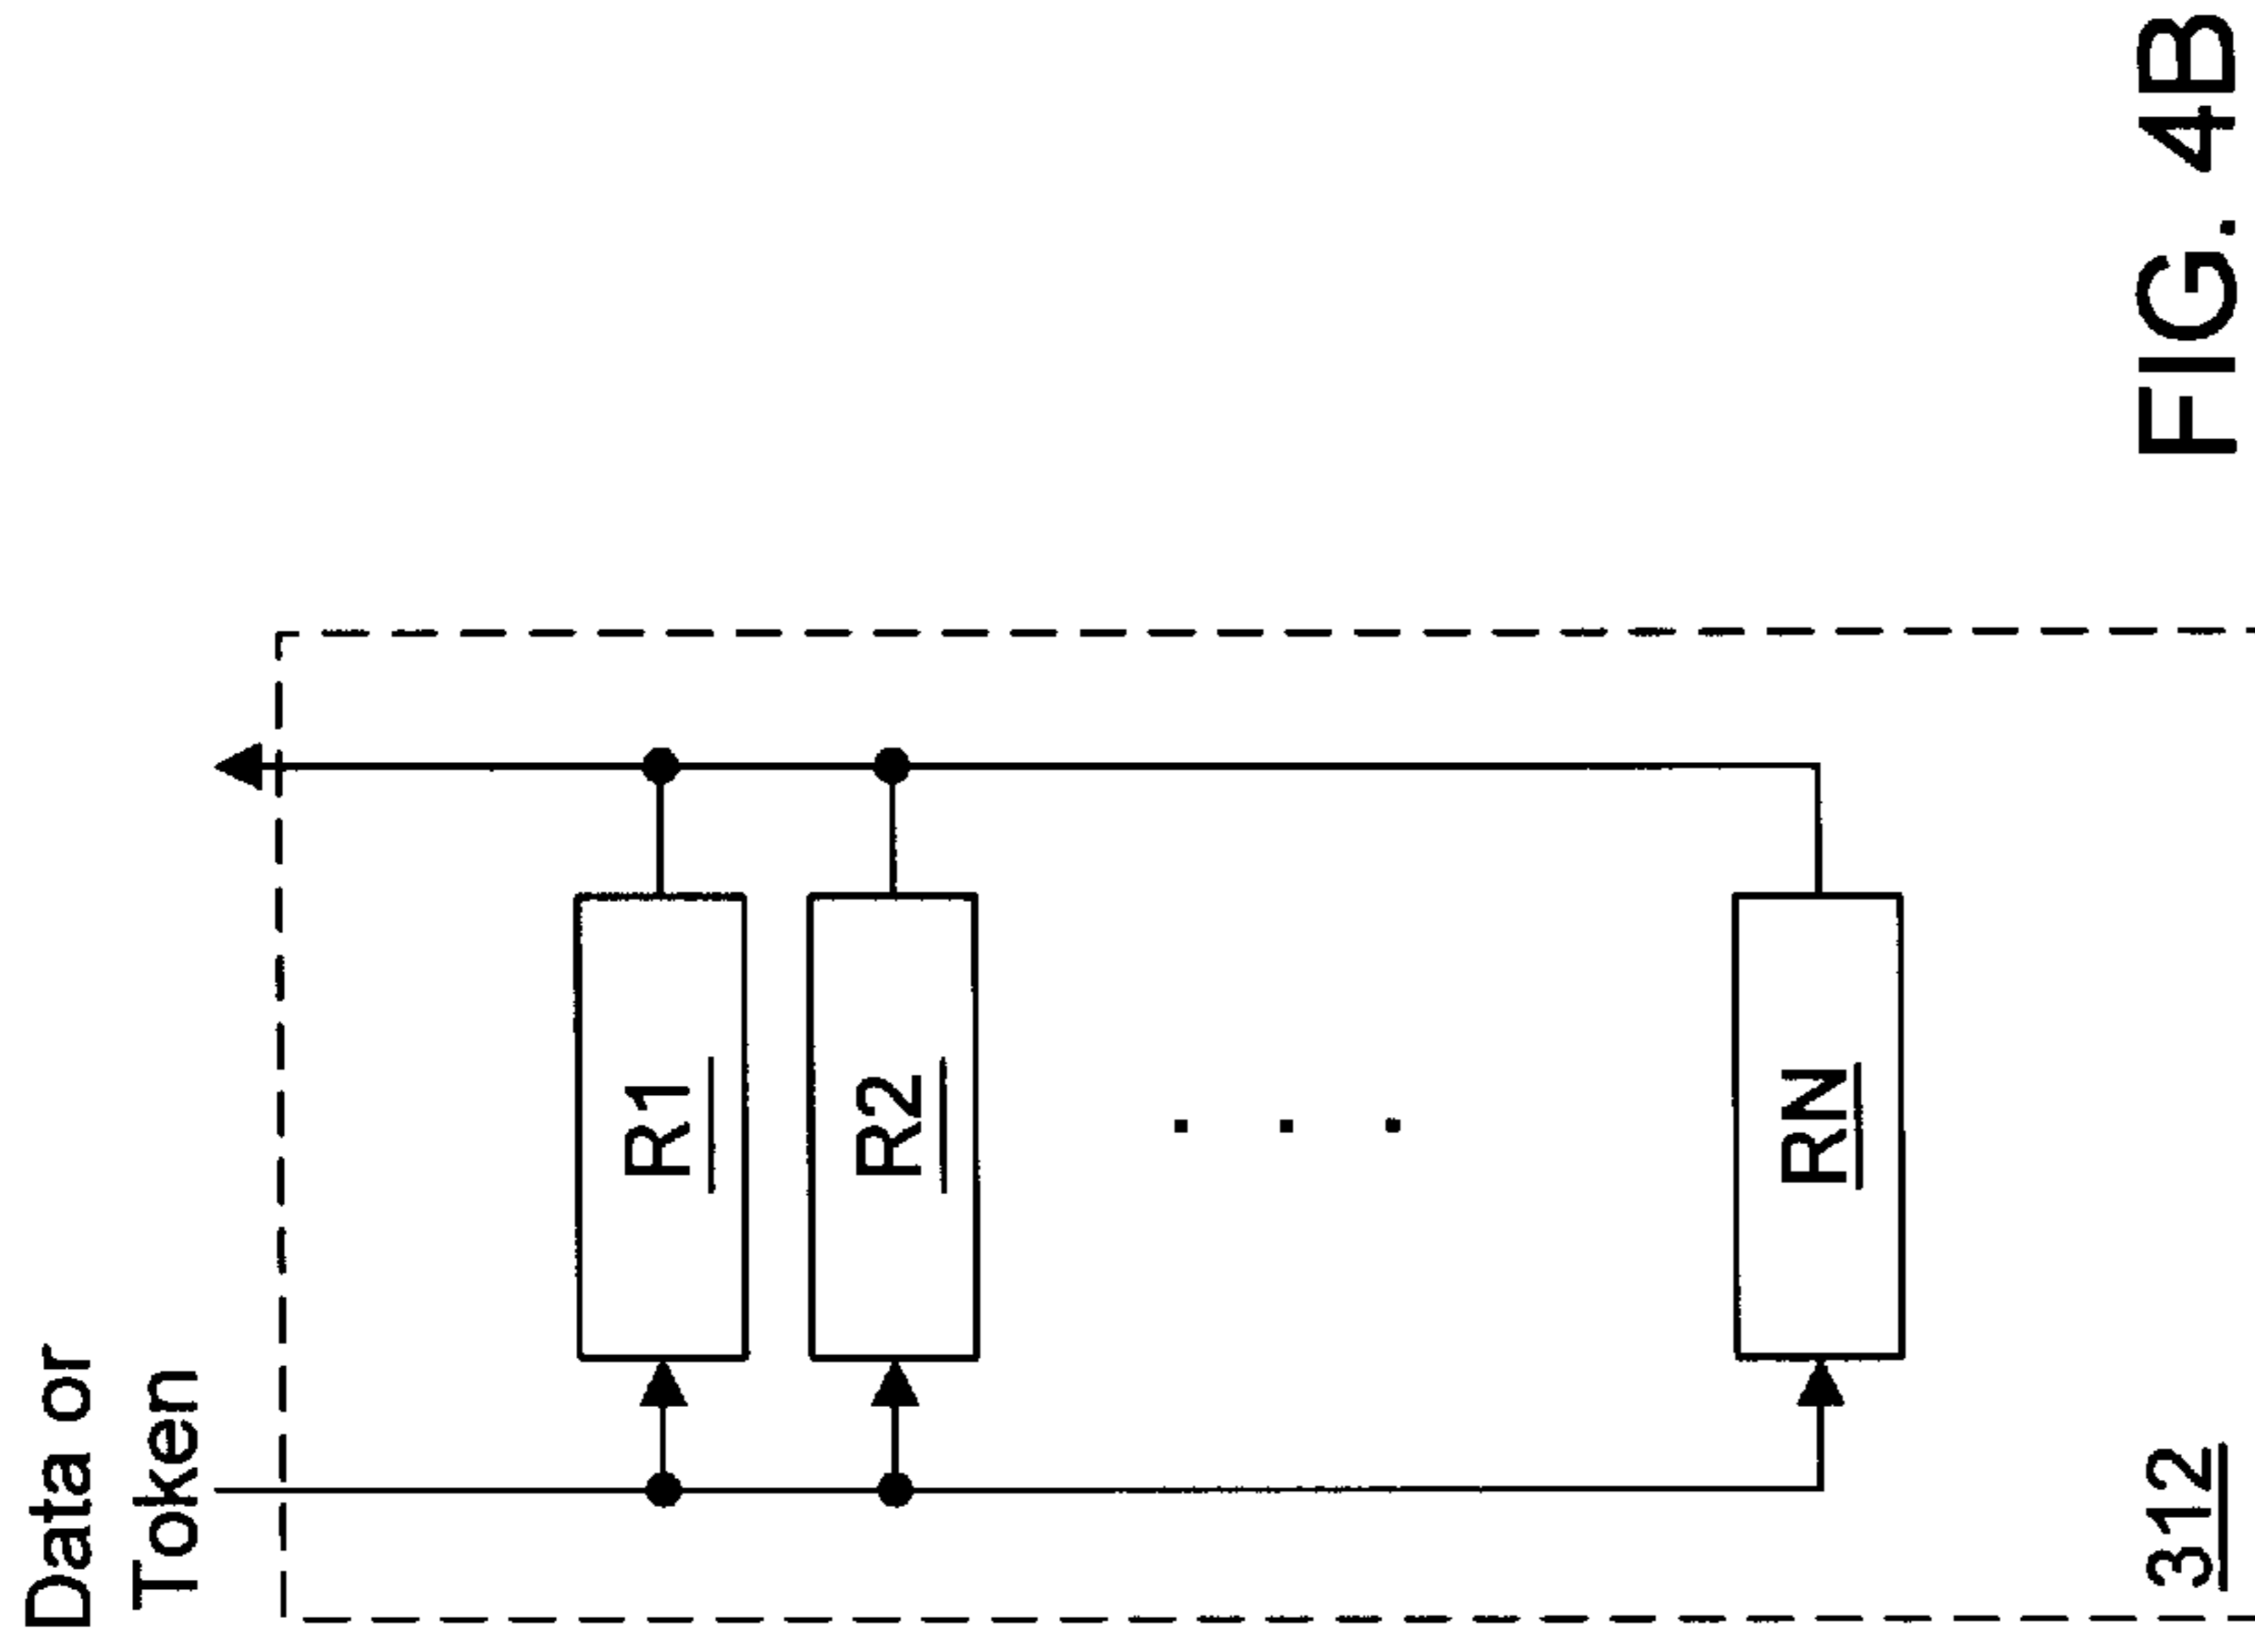 Data or
Token
R1
R2
. . .
RN
312
FIG. 4B